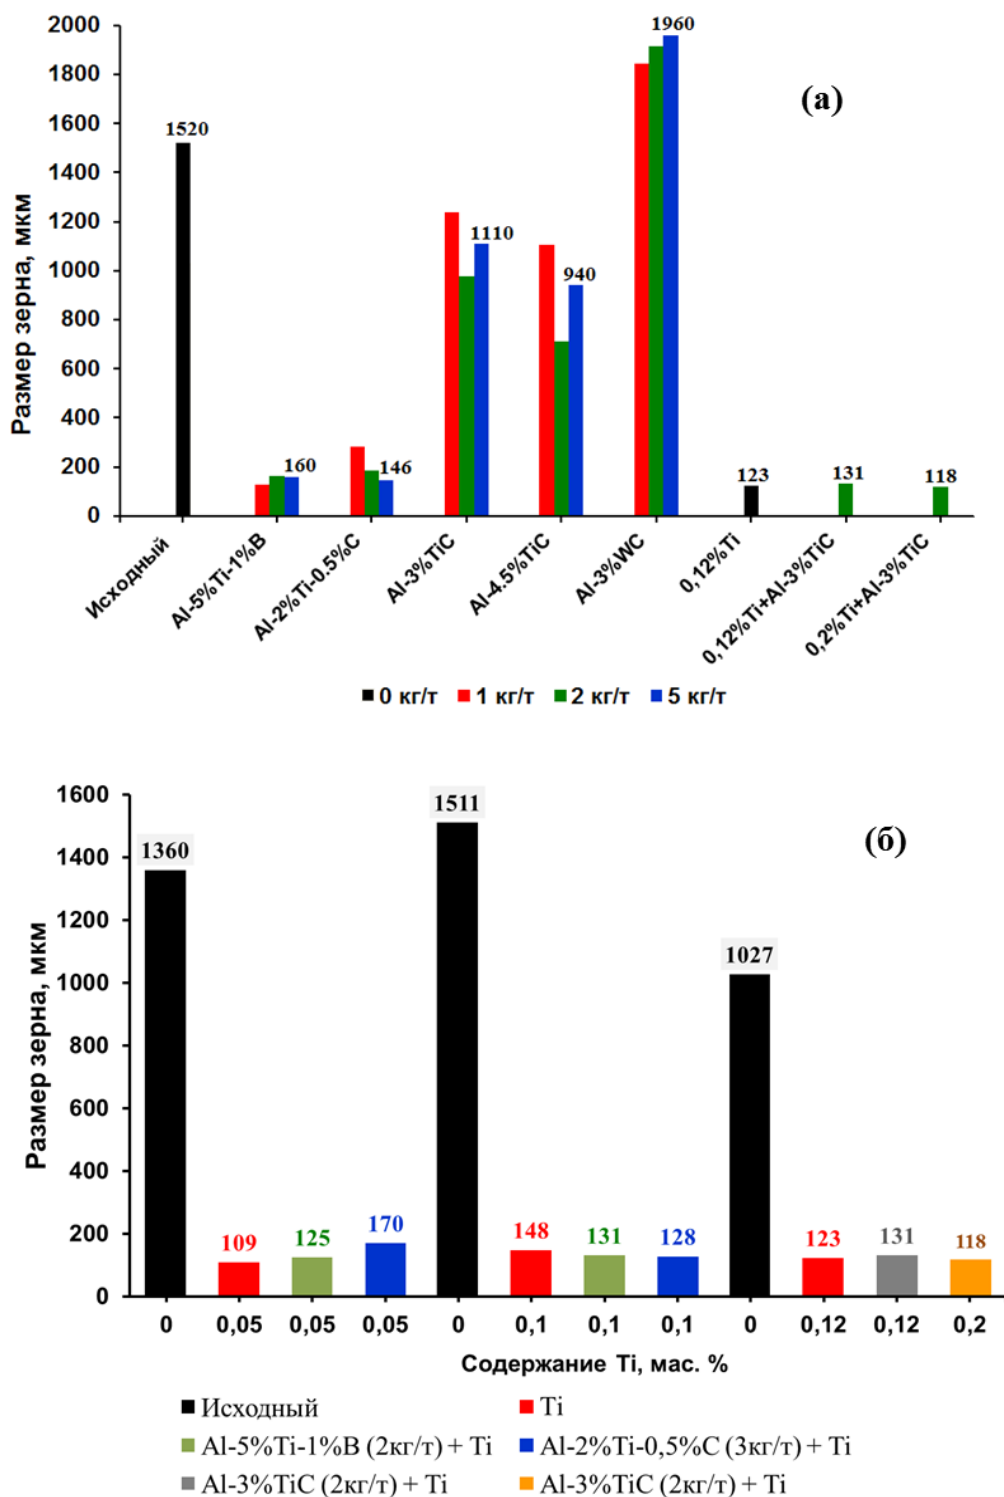 2000
1800
1600
1400
1200
1000
800
600
400
200
0
Размер зерна, мкм
(а)
1520
160
146
1110
940
1960
123
131
118
Исходный
Al-5%Ti-1%B
Al-2%Ti-0.5%C
Al-3%TiC
Al-4.5%TiC
Al-3%WC
0,12%Ti
0,12%Ti+Al-3%TiC
0,2%Ti+Al-3%TiC
0 кг/т 1 кг/т 2 кг/т 5 кг/т
1600
1400
1200
1000
800
600
400
200
0
Размер зерна, мкм
(б)
1360
109
125
170
1511
148
131
128
1027
123
131
118
0 0,05 0,05 0,05 0 0,1 0,1 0,1 0 0,12 0,12 0,2
Содержание Ti, мас. %
Исходный Ti
Al-5%Ti-1%B (2кг/т) + Ti Al-2%Ti-0,5%C (3кг/т) + Ti
Al-3%TiC (2кг/т) + Ti Al-3%TiC (2кг/т) + Ti